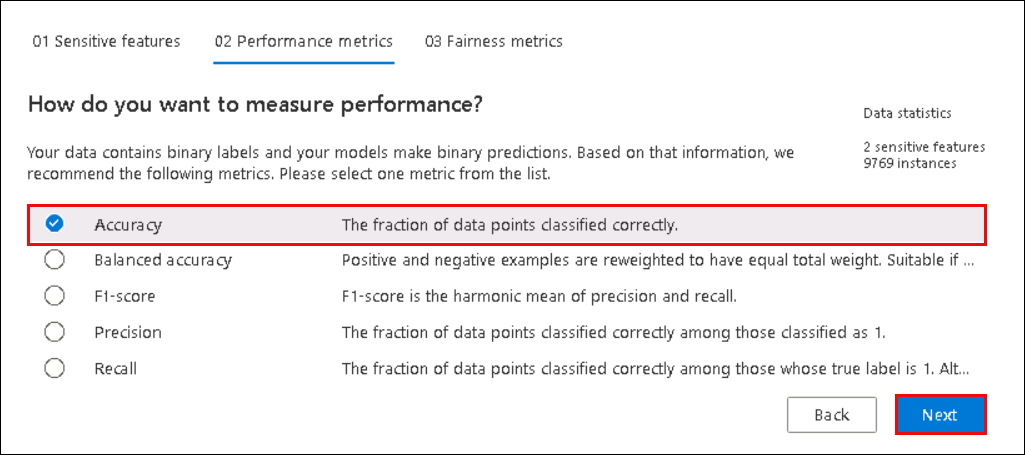 01 Sensitive features 02 Performance metrics 03 Fairness metrics
How do you want to measure performance?
Data statistics
Your data contains binary labels and your models make binary predictions. Based on that information, we
recommend the following metrics. Please select one metric from the list.
2 sensitive features
9769 instances
Accuracy The fraction of data points classified correctly.
Balanced accuracy Positive and negative examples are reweighted to have equal total weight. Suitable if ...
F1-score F1-score is the harmonic mean of precision and recall.
Precision The fraction of data points classified correctly among those classified as 1.
Recall The fraction of data points classified correctly among those whose true label is 1. Alt...
Back Next